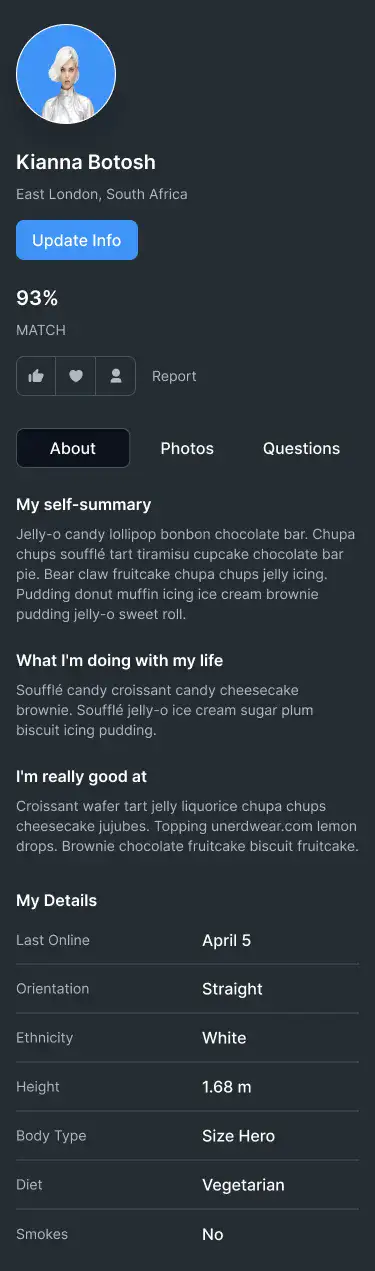 Kianna Botosh
East London, South Africa
Update Info
93%
MATCH
Report
About Photos Questions
My self-summary
Jelly-o candy lollipop bonbon chocolate bar. Chupa
chups soufflé tart tiramisu cupcake chocolate bar
pie. Bear claw fruitcake chupa chups jelly icing.
Pudding donut muffin icing ice cream brownie
pudding jelly-o sweet roll.
What I'm doing with my life
Soufflé candy croissant candy cheesecake
brownie. Soufflé jelly-o ice cream sugar plum
biscuit icing pudding.
I'm really good at
Croissant wafer tart jelly liquorice chupa chups
cheesecake jujubes. Topping unerdwear.com lemon
drops. Brownie chocolate fruitcake biscuit fruitcake.
My Details
Last Online April 5
Orientation Straight
Ethnicity White
Height 1.68 m
Body Type Size Hero
Diet Vegetarian
Smokes No